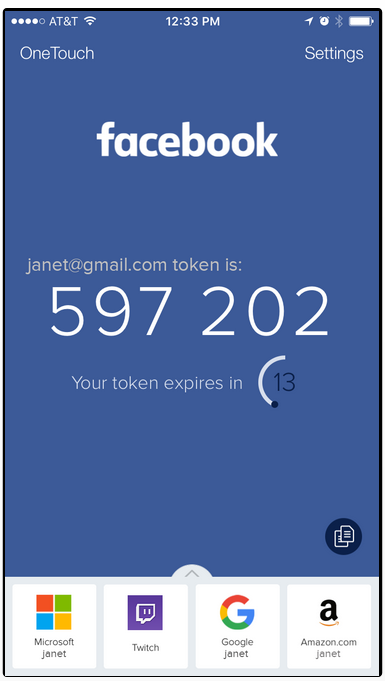 AT&T 12:33 PM
OneTouch Settings
facebook
janet@gmail.com token is:
597 202
Your token expires in 13
Microsoft
janet
Twitch
Google
janet
Amazon.com
janet